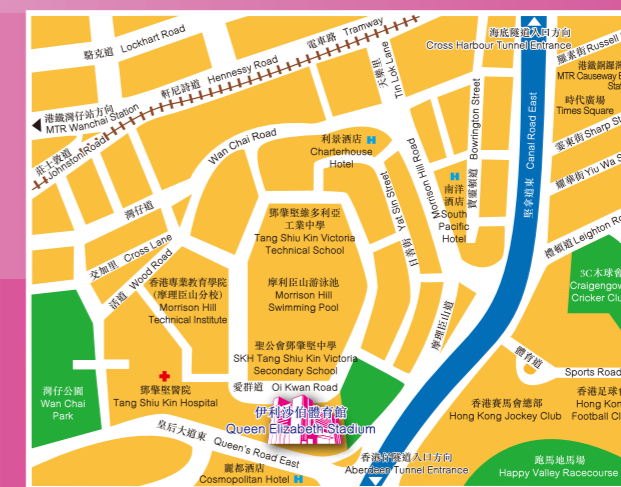 海底隧道入口方向
Cross Harbour Tunnel Entrance
駱克道 Lockhart Road
電車路 Tramway
羅素街 Russell
港鐵銅鑼
MTR Causeway
時代廣場
Times Square
天樂里 Tin Lok Lane
軒尼詩道 Hennessy Road
港鐵灣仔站方向
MTR Wanchai Station
莊士敦道
Johnston Road
Wan Chai Road
灣仔道
利景酒店
Charterhouse
Hotel
Morrison Hill Road
摩理臣山道
寶靈頓道 Bowrington Street
堅拿道東 Canal Road East
霎東街 Sharp
耀華街 Yiu Wa
禮頓道 Leighton
南洋
酒店
South
Pacific
Hotel
日善街 Yat Sin Street
鄧肇堅維多利亞
工業中學
Tang Shiu Kin Victoria
Technical School
交加里 Cross Lane
活道 Wood Road
香港專業教育學院
(摩理臣山分校)
Morrison Hill
Technical Institute
摩利臣山游泳池
Morrison Hill
Swimming Pool
3C木球會
Craigengow
Cricker Clu
聖公會鄧肇堅中學
SKH Tang Shiu Kin Victoria
Secondary School
體育道
Sports Road
灣仔公園
Wan Chai
Park
鄧肇堅醫院
Tang Shiu Kin Hospital
愛群道 Oi Kwan Road
伊利沙伯體育館
Queen Elizabeth Stadium
香港賽馬會總部
Hong Kong Jockey Club
香港足球
Hong Kon
Football Cl
皇后大道東 Queen's Road East
麗都酒店
Cosmopolitan Hotel
香港仔隧道入口方向
Aberdeen Tunnel Entrance
跑馬地馬場
Happy Valley Racecourse